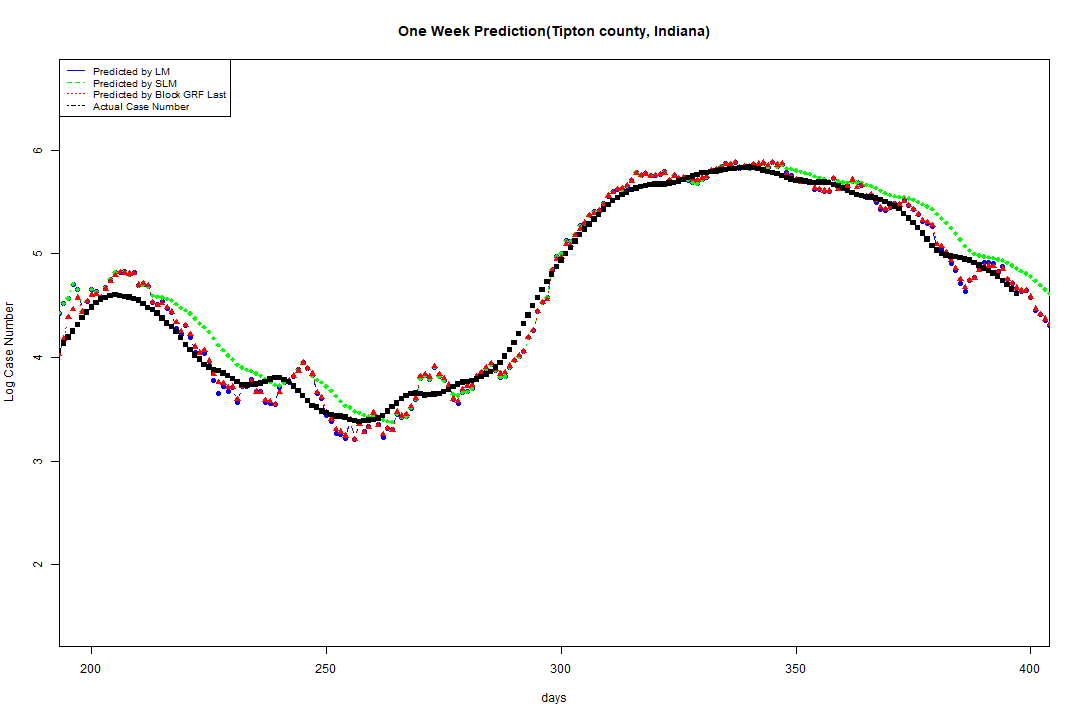 One Week Prediction(Tipton county, Indiana)
Predicted by LM
Predicted by SLM
Predicted by Block GRF Last
Actual Case Number
6
5
4
3
2
Log Case Number
200 250 300 350 400
days